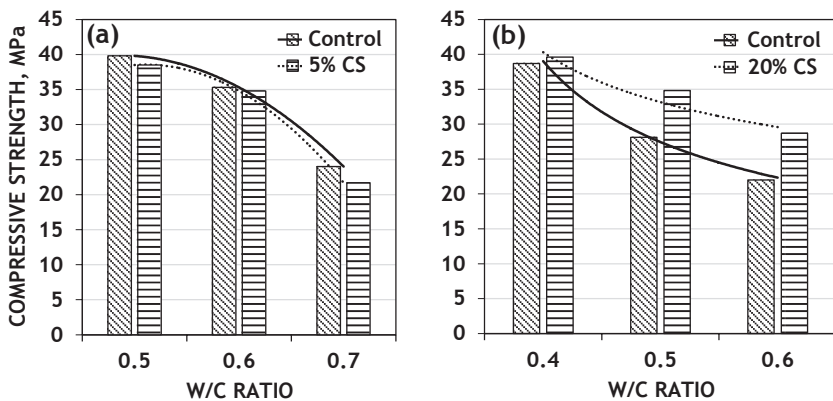 (a)
Control
5% CS
COMPRESSIVE STRENGTH, MPa
45
40
35
30
25
20
15
10
5
0
0.5 0.6 0.7
W/C RATIO
(b)
Control
20% CS
45
40
35
30
25
20
15
10
5
0
0.4 0.5 0.6
W/C RATIO